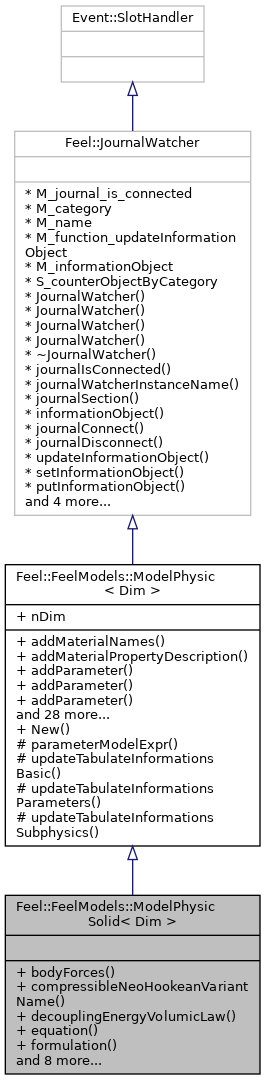 Event::SlotHandler
Feel::JournalWatcher
* M_journal_is_connected
* M_category
* M_name
* M_function_updateInformation
Object
* M_informationObject
* S_counterObjectByCategory
* JournalWatcher()
* JournalWatcher()
* JournalWatcher()
* JournalWatcher()
* ~JournalWatcher()
* journalIsConnected()
* journalWatcherInstanceName()
* journalSection()
* informationObject()
* journalConnect()
* journalDisconnect()
* updateInformationObject()
* setInformationObject()
* putInformationObject()
and 4 more...
Feel::FeelModels::ModelPhysic
< Dim >
+ nDim
+ addMaterialNames()
+ addMaterialPropertyDescription()
+ addParameter()
+ addParameter()
+ addParameter()
and 28 more...
+ New()
# parameterModelExpr()
# updateTabulateInformations
Basic()
# updateTabulateInformations
Parameters()
# updateTabulateInformations
Subphysics()
Feel::FeelModels::ModelPhysic
Solid< Dim >
+ bodyForces()
+ compressibleNeoHookeanVariant
Name()
+ decouplingEnergyVolumicLaw()
+ equation()
+ formulation()
and 8 more...